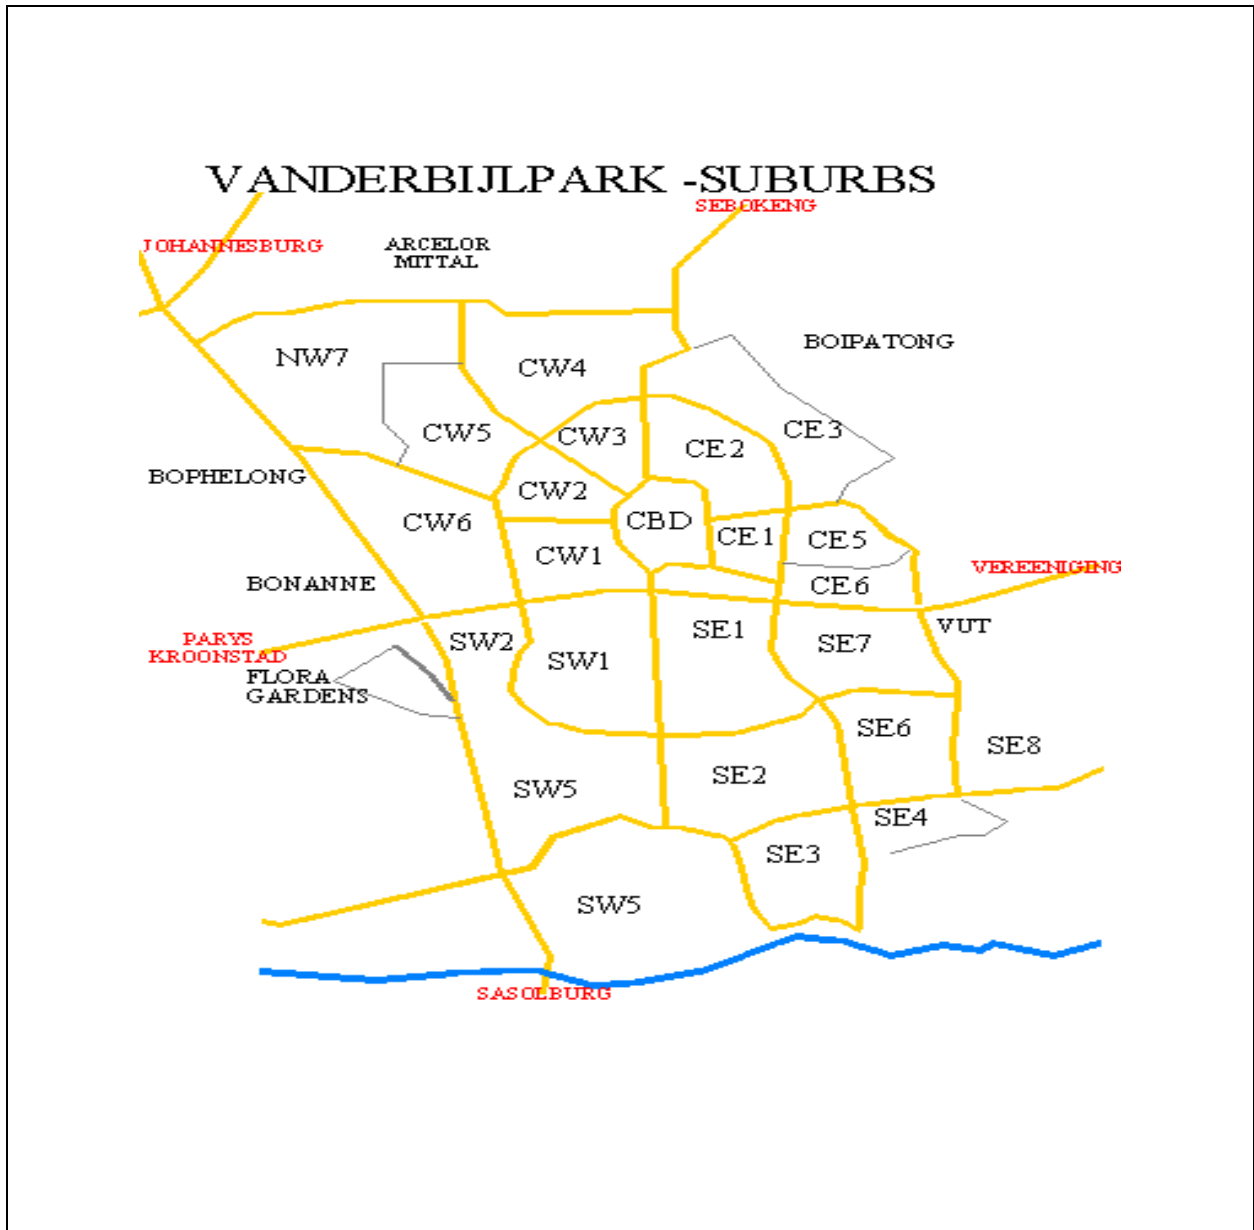 VANDERBIJLPARK -SUBURBS
SEBOKENG
JOHANNESBURG
ARCELOR
MITTAL
BOIPATONG
NW7
CW4
CE3
CW5
CW3
CE2
BOPHELONG
CW2
CW6
CBD
CE1
CE5
CW1
VEREENIGING
BONANNE
CE6
PARYS
KROONSTAD
SW2
SW1
SE1
SE7
VUT
FLORA
GARDENS
SE6
SE8
SE2
SW5
SE4
SE3
SW5
SASOLBURG